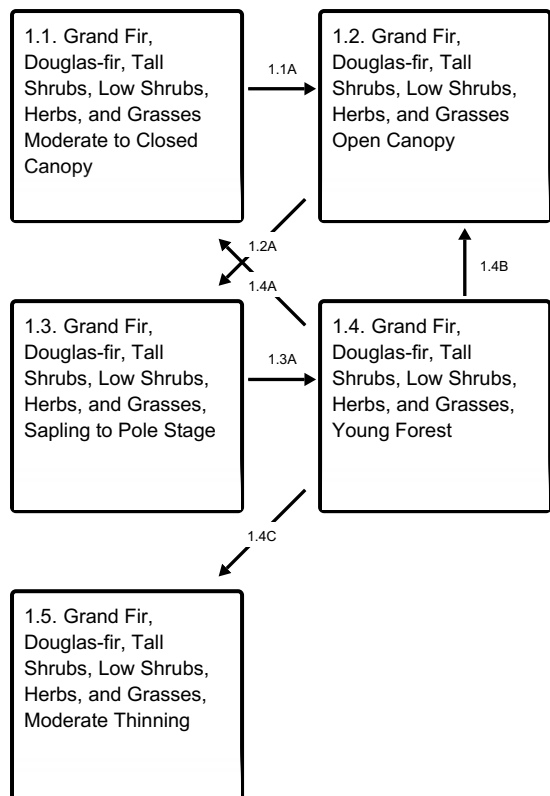 1.1. Grand Fir,
Douglas-fir, Tall
Shrubs, Low Shrubs,
Herbs, and Grasses
Moderate to Closed
Canopy
1.1A
1.2. Grand Fir,
Douglas-fir, Tall
Shrubs, Low Shrubs,
Herbs, and Grasses
Open Canopy
1.2A
1.4A
1.4B
1.3. Grand Fir,
Douglas-fir, Tall
Shrubs, Low Shrubs,
Herbs, and Grasses,
Sapling to Pole Stage
1.3A
1.4. Grand Fir,
Douglas-fir, Tall
Shrubs, Low Shrubs,
Herbs, and Grasses,
Young Forest
1.4C
1.5. Grand Fir,
Douglas-fir, Tall
Shrubs, Low Shrubs,
Herbs, and Grasses,
Moderate Thinning